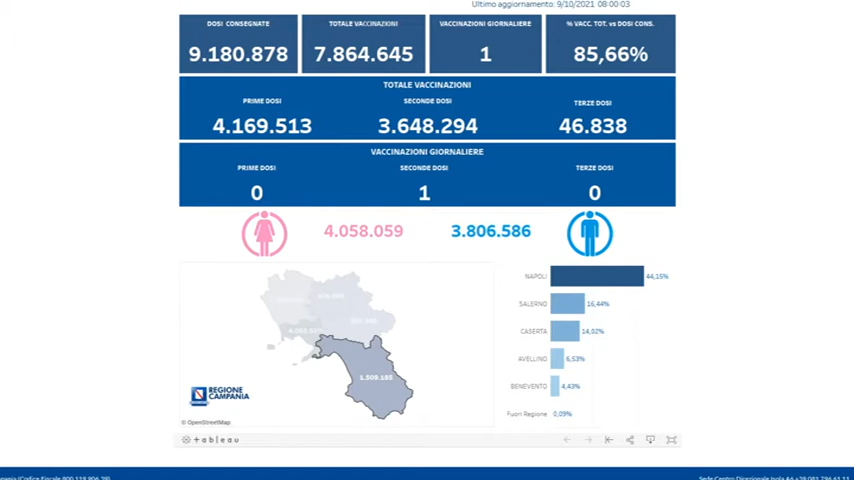 Ultimo aggiornamento: 9/10/2021 08:00:03
DOSI CONSEGNATE
9.180.878
TOTALE VACCINAZIONI
7.864.645
VACCINAZIONI GIORNALIERE
1
% VACC. TOT. vs DOSI CONS.
85,66%
TOTALE VACCINAZIONI
PRIME DOSI
4.169.513
SECONDE DOSI
3.648.294
TERZE DOSI
46.838
VACCINAZIONI GIORNALIERE
PRIME DOSI
0
SECONDE DOSI
1
TERZE DOSI
0
4.058.059
3.806.586
1.509.185
REGIONE
CAMPANIA
© OpenStreetMap
NAPOLI 44,15%
SALERNO 16,44%
CASERTA 14,02%
AVELLINO 6,53%
BENEVENTO 4,43%
Fuori Regione 0,09%
+ableau